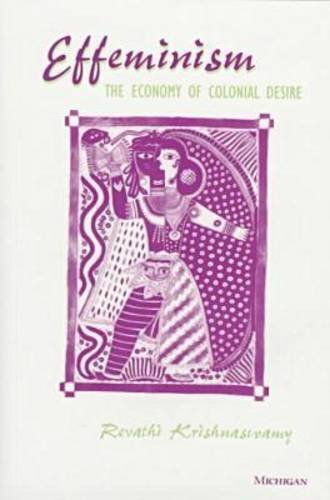 Effeminism
THE ECONOMY OF COLONIAL DESIRE
Revathi Krishnaswamy
MICHIGAN